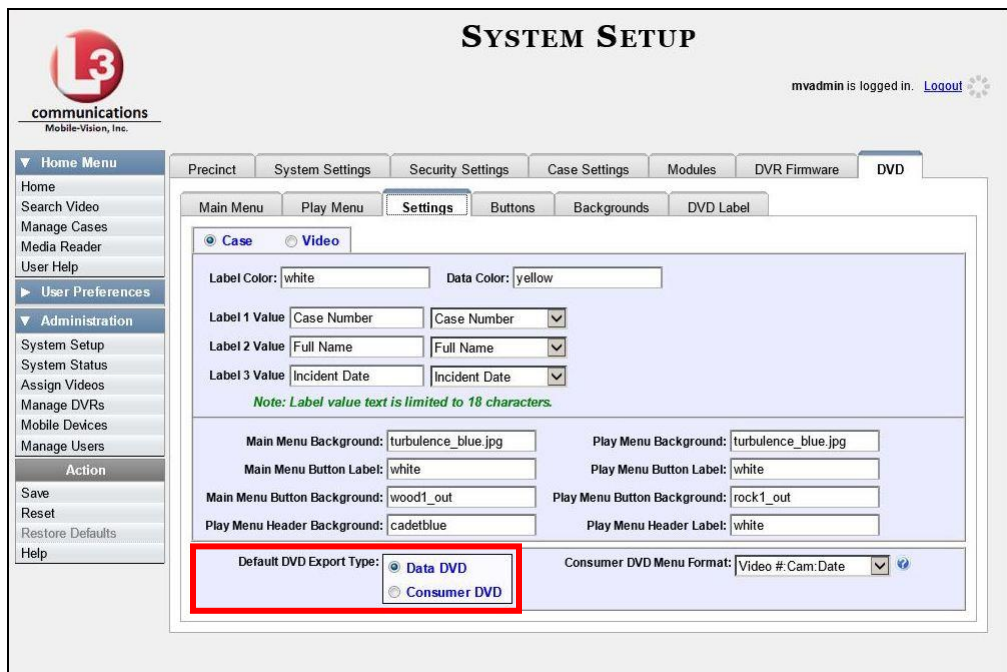 SYSTEM SETUP
L3
communications
Mobile-Vision, Inc.
mvadmin is logged in. Logout
Home Menu
Home
Search Video
Manage Cases
Media Reader
User Help
User Preferences
Administration
System Setup
System Status
Assign Videos
Manage DVRs
Mobile Devices
Manage Users
Action
Save
Reset
Restore Defaults
Help
Precinct System Settings Security Settings Case Settings Modules DVR Firmware DVD
Main Menu Play Menu Settings Buttons Backgrounds DVD Label
Case Video
Label Color: white Data Color: yellow
Label 1 Value Case Number Case Number
Label 2 Value Full Name Full Name
Label 3 Value Incident Date Incident Date
Note: Label value text is limited to 18 characters.
Main Menu Background: turbulence_blue.jpg Play Menu Background: turbulence_blue.jpg
Main Menu Button Label: white Play Menu Button Label: white
Main Menu Button Background: wood1_out Play Menu Button Background: rock1_out
Play Menu Header Background: cadetblue Play Menu Header Label: white
Default DVD Export Type: Data DVD Consumer DVD Menu Format: Video #:Cam:Date ?
Consumer DVD